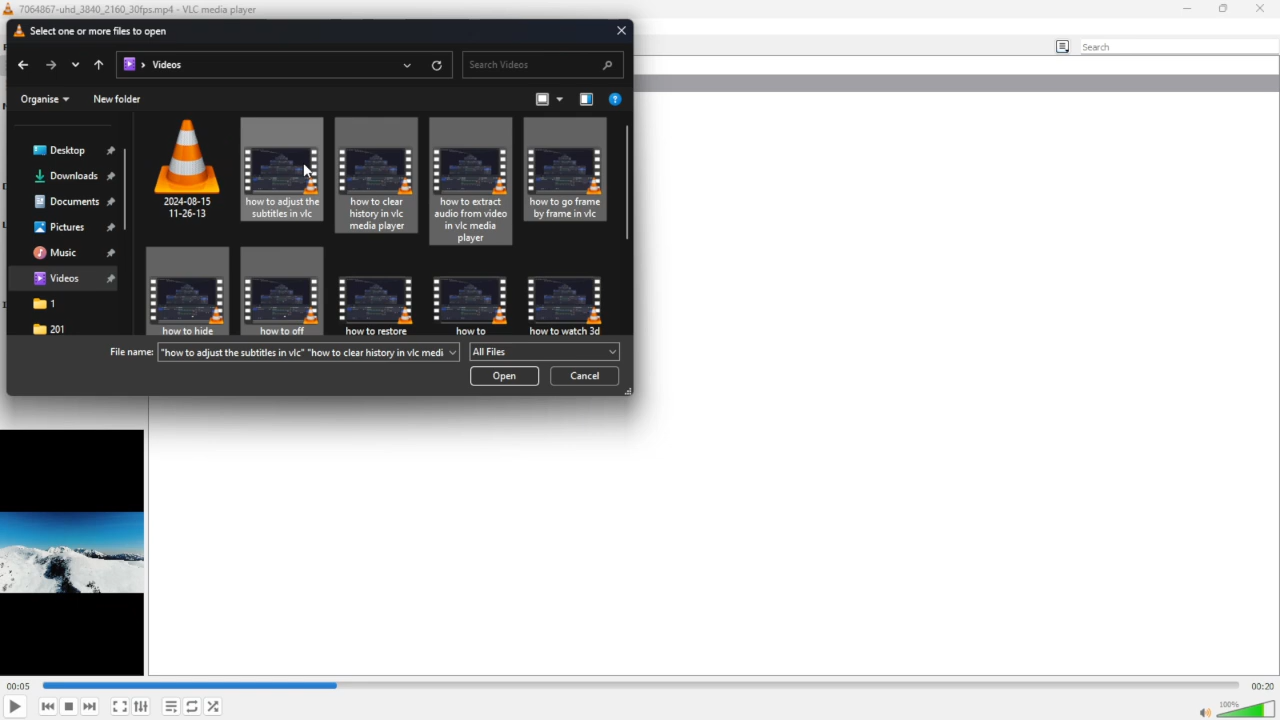 7064867-uhd_3840_2160_30fps.mp4 - VLC media player
Select one or more files to open
Search
Videos
Search Videos
Organise
New folder
Desktop
Downloads
Documents
Pictures
Music
Videos
1
201
2024-08-15
11-26-13
how to adjust the
subtitles in vlc
how to clear
history in vlc
media player
how to extract
audio from video
in vlc media
player
how to go frame
by frame in vlc
how to hide
how to off
how to restore
how to
how to watch 3d
File name:
"how to adjust the subtitles in vlc" "how to clear history in vlc medi
All Files
Open
Cancel
00:05
00:20
100%